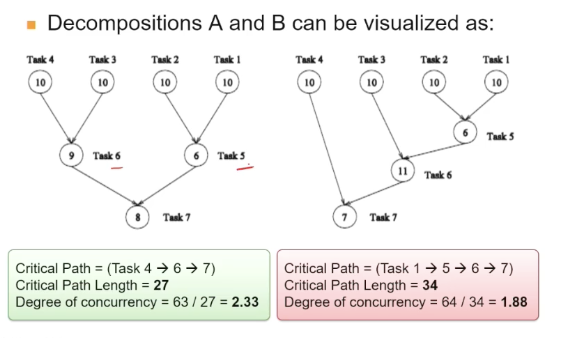 Decompositions A and B can be visualized as:
Task 4 Task 3 Task 2 Task 1 Task 4 Task 3 Task 2 Task 1
10 10 10 10 10 10 10 10
6 Task 5
9 Task 6 6 Task 5
11 Task 6
8 Task 7 7 Task 7
Critical Path = (Task 4 → 6 → 7)
Critical Path Length = 27
Degree of concurrency = 63 / 27 = 2.33
Critical Path = (Task 1 → 5 → 6 → 7)
Critical Path Length = 34
Degree of concurrency = 64 / 34 = 1.88